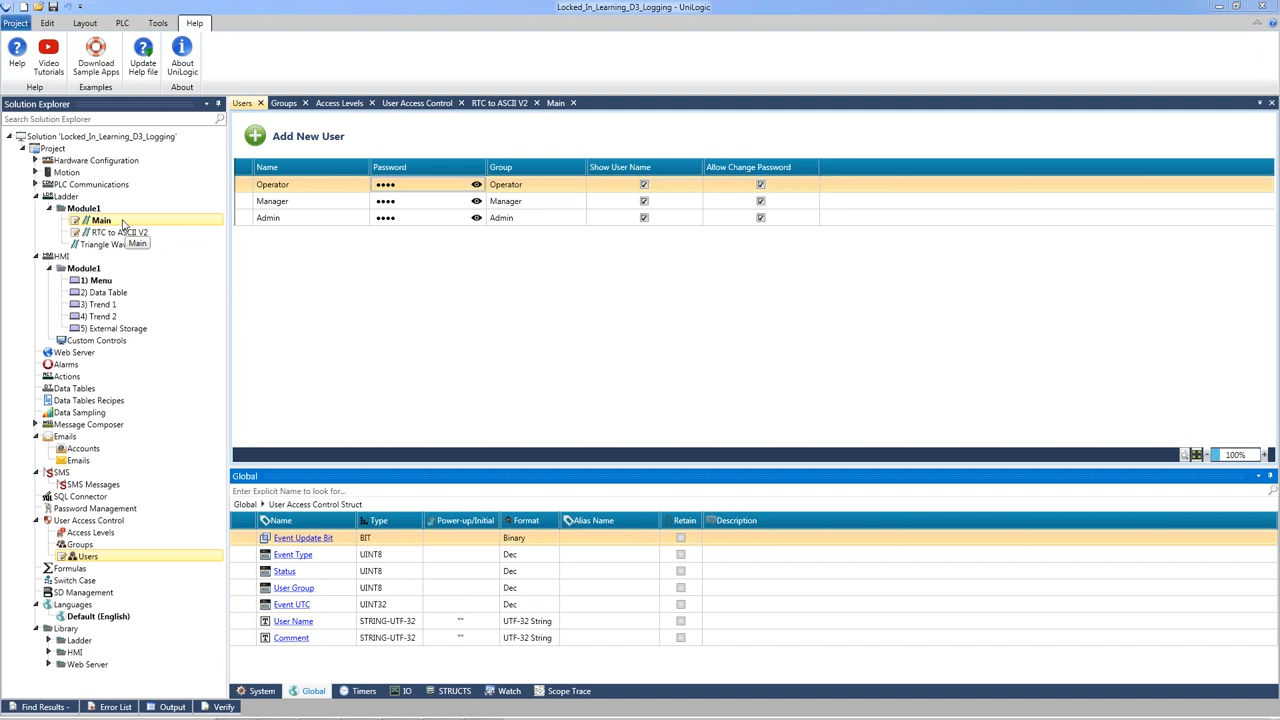 Locked_In_Learning_D3_Logging - UniLogic
Project Edit Layout PLC Tools Help
Help Video Tutorials Download Sample Apps Update Help file About UniLogic
Help Examples About
Solution Explorer
Search Solution Explorer
Solution 'Locked_In_Learning_D3_Logging'
Project
Hardware Configuration
Motion
PLC Communications
Ladder
Module1
Main
RTC to ASCII V2
Triangle Wav
Main
HMI
Module1
1) Menu
2) Data Table
3) Trend 1
4) Trend 2
5) External Storage
Custom Controls
Web Server
Alarms
Actions
Data Tables
Data Tables Recipes
Data Sampling
Message Composer
Emails
Accounts
Emails
SMS
SMS Messages
SQL Connector
Password Management
User Access Control
Access Levels
Groups
Users
Formulas
Switch Case
SD Management
Languages
Default (English)
Library
Ladder
HMI
Web Server
Users Groups Access Levels User Access Control RTC to ASCII V2 Main
Add New User
Name Password Group Show User Name Allow Change Password
Operator •••• Operator
Manager •••• Manager
Admin •••• Admin
100%
Global
Enter Explicit Name to look for...
Global User Access Control Struct
Name Type Power-up/Initial Format Alias Name Retain Description
Event Update Bit BIT Binary
Event Type UINT8 Dec
Status UINT8 Dec
User Group UINT8 Dec
Event UTC UINT32 Dec
User Name STRING-UTF-32 "" UTF-32 String
Comment STRING-UTF-32 "" UTF-32 String
System Global Timers IO STRUCTS Watch Scope Trace
Find Results - Error List Output Verify